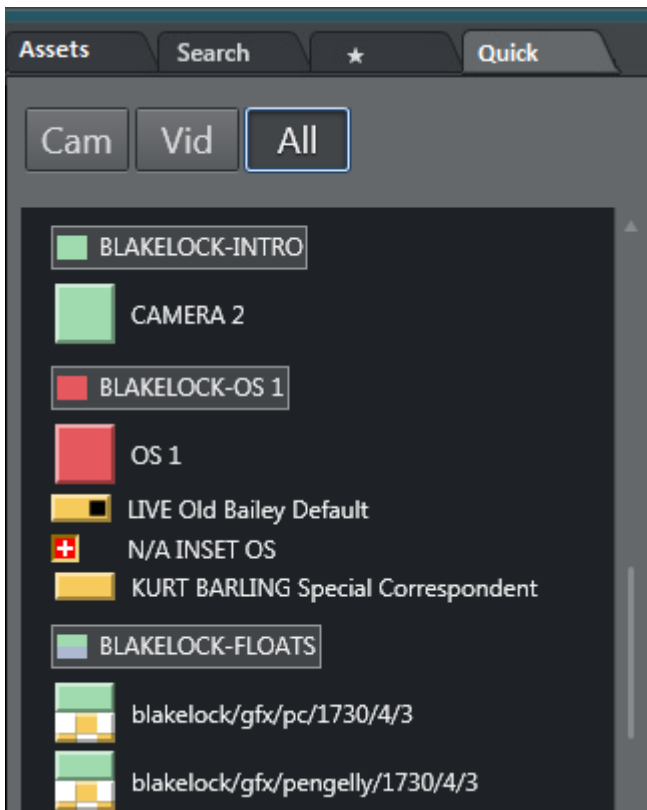 Assets Search ★ Quick
Cam Vid All
BLAKELOCK-INTRO
CAMERA 2
BLAKELOCK-OS 1
OS 1
LIVE Old Bailey Default
N/A INSET OS
KURT BARLING Special Correspondent
BLAKELOCK-FLOATS
blakelock/gfx/pc/1730/4/3
blakelock/gfx/pengelly/1730/4/3